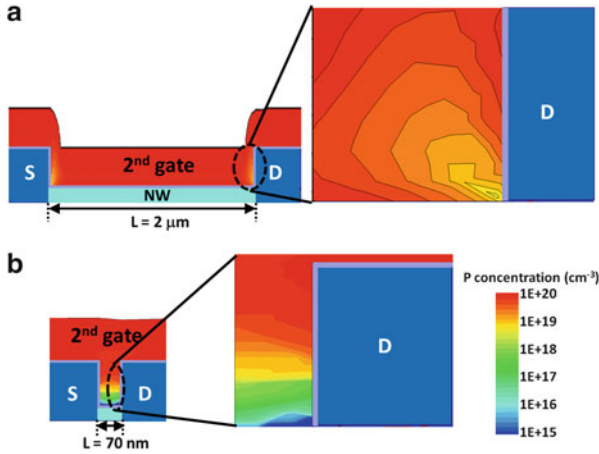 a
S
2nd gate
D
NW
L = 2 μm
D
b
2nd gate
S
D
L = 70 nm
D
P concentration (cm-3)
1E+20
1E+19
1E+18
1E+17
1E+16
1E+15